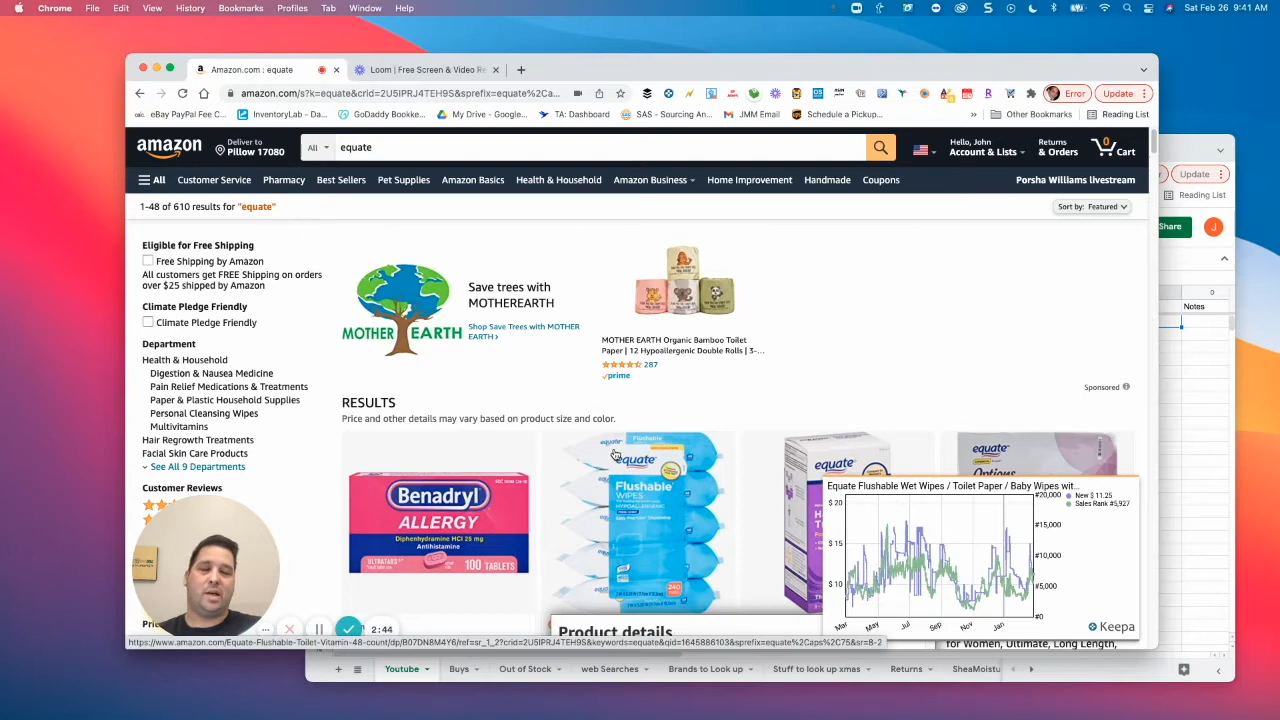 Chrome File Edit View History Bookmarks Profiles Tab Window Help Sat Feb 26 9:41 AM
Amazon.com : equate
Loom | Free Screen & Video Re
amazon.com/s?k=equate&crid=2U5IPRJ4TEH9S&sprefix=equate%2Ca... Error Update
eBay PayPal Fee C... InventoryLab - Da... GoDaddy Bookke... My Drive - Google... TA: Dashboard SAS - Sourcing An... JMM Email Schedule a Pickup... » Other Bookmarks Reading List
amazon
Deliver to
Pillow 17080
All equate
Hello, John
Account & Lists
Returns
& Orders
0
Cart
All Customer Service Pharmacy Best Sellers Pet Supplies Amazon Basics Health & Household Amazon Business Home Improvement Handmade Coupons Porsha Williams livestream
1-48 of 610 results for "equate"
Sort by: Featured
Update
Reading List
Share
J
O
Notes
Eligible for Free Shipping
Free Shipping by Amazon
All customers get FREE Shipping on orders
over $25 shipped by Amazon
Climate Pledge Friendly
Climate Pledge Friendly
Department
Health & Household
Digestion & Nausea Medicine
Pain Relief Medications & Treatments
Paper & Plastic Household Supplies
Personal Cleansing Wipes
Multivitamins
Hair Regrowth Treatments
Facial Skin Care Products
See All 9 Departments
Customer Reviews
MOTHER EARTH
Save trees with
MOTHEREARTH
Shop Save Trees with MOTHER
EARTH ›
MOTHER EARTH Organic Bamboo Toilet
Paper | 12 Hypoallergenic Double Rolls | 3-...
287
prime
Sponsored
RESULTS
Price and other details may vary based on product size and color.
Benadryl
ALLERGY
Diphenhydramine HCl 25 mg
Antihistamine
ULTRATABS
100 TABLETS
Flushable
equate
equate
Flushable
WIPES
240
equate
equate
Options
Equate Flushable Wet Wipes / Toilet Paper / Baby Wipes wit...
$ 20
$ 15
$ 10
#20,000
#15,000
#10,000
#5,000
#0
New $ 11.25
Sales Rank #5,927
Mar May Jul Sep Nov Jan
Keepa
Product details
2:44
https://www.amazon.com/Equate-Flushable-Toilet-Vitamin-48-count/dp/B07DN8M4Y6/ref=sr_1_2?crid=2U5IPRJ4TEH9S&keywords=equate&qid=1645886103&sprefix=equate%2Caps%2C75&sr=8-2
for Women, Ultimate, Long Length,
Youtube Buys Out of Stock web Searches Brands to Look up Stuff to look up xmas Returns SheaMoistu